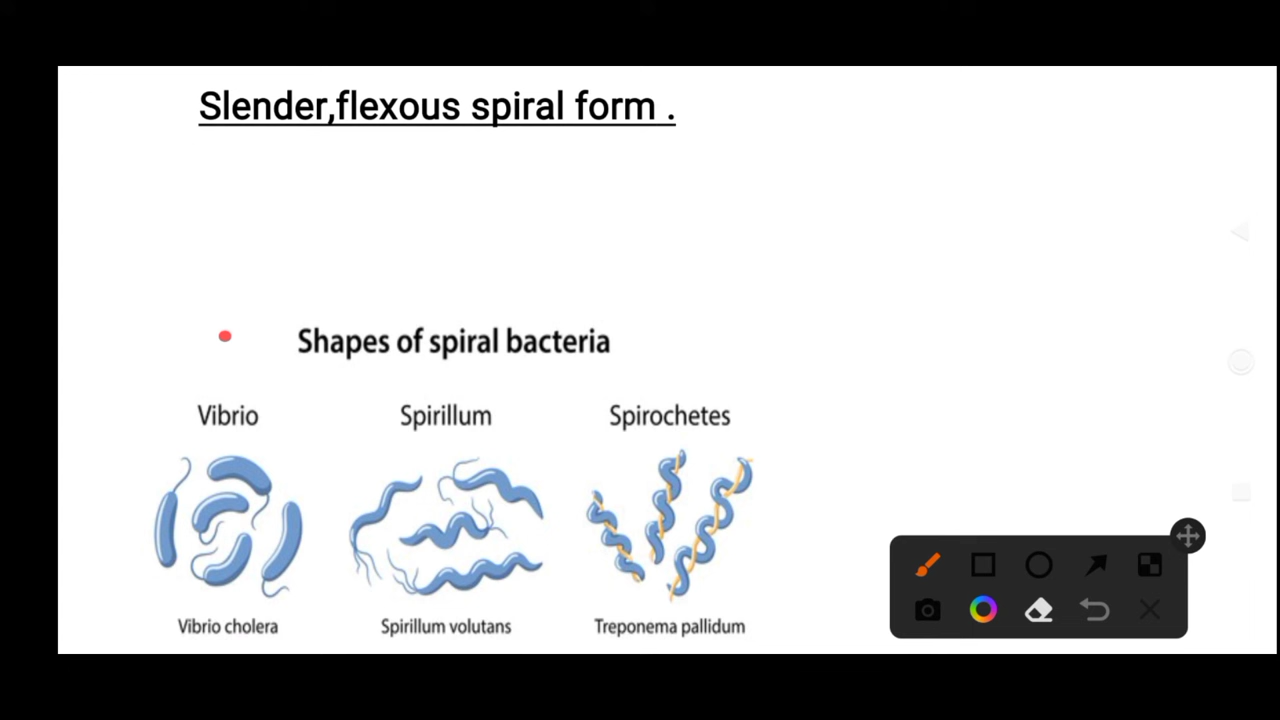 Slender,flexous spiral form .
Shapes of spiral bacteria
Vibrio Spirillum Spirochetes
Vibrio cholera Spirillum volutans Treponema pallidum